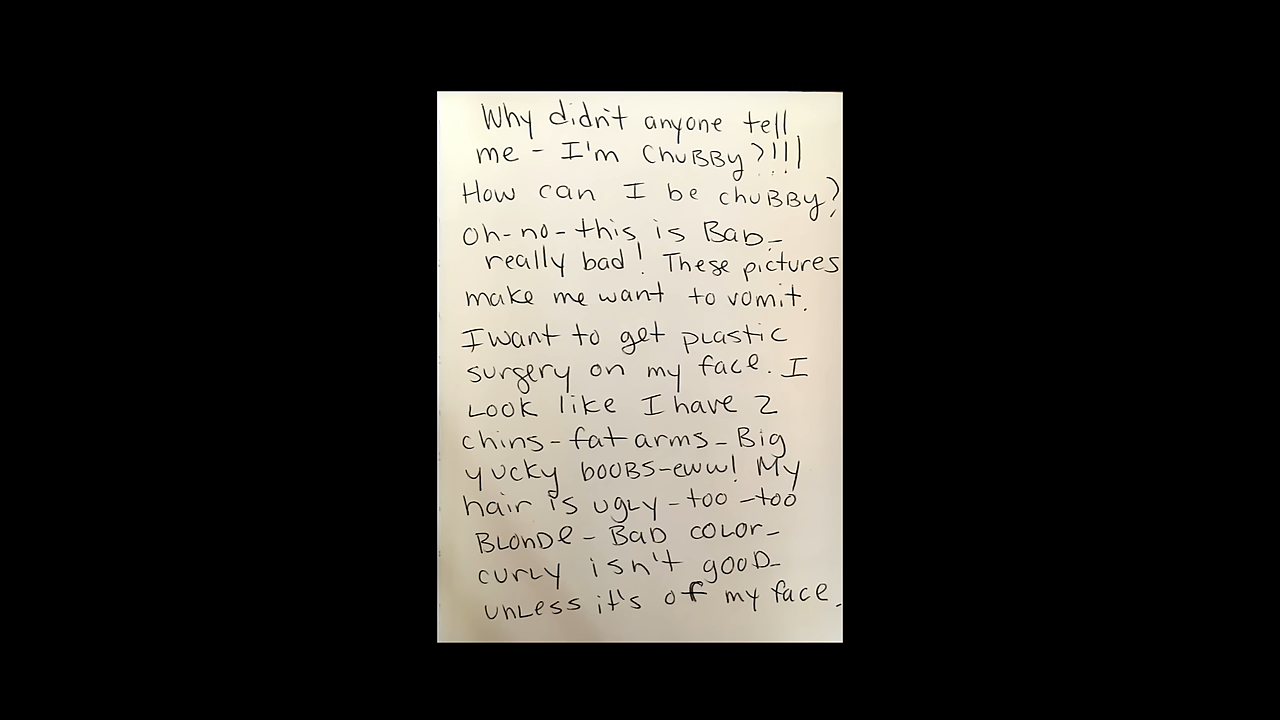 Why didn't anyone tell
me - I'm CHUBBy?!!!
How can I be chuBBy?
Oh-no-this is BaD-
really bad! These pictures
make me want to vomit.
I want to get plastic
surgery on my face. I
Look like I have 2
chins-fat arms-Big
yucky booBs-eww! My
hair is ugLy-too-too
BLonDe-BaD coLor-
curLy isn't gooD-
unLess it's of my face.